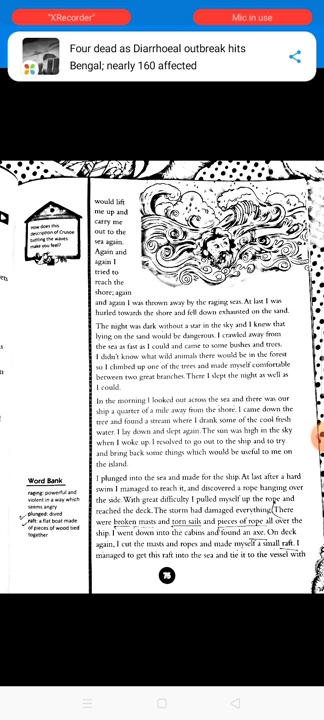 "XRecorder"
Mic in use
Four dead as Diarrhoeal outbreak hits
Bengal; nearly 160 affected
How does this
description of Crusoe
battling the waves
make you feel?
would lift
me up and
carry me
out to the
sea again.
Again and
again I
tried to
reach the
shore; again
and again I was thrown away by the raging seas. At last I was
hurled towards the shore and fell down exhausted on the sand.
The night was dark without a star in the sky and I knew that
lying on the sand would be dangerous. I crawled away from
the sea as fast as I could and came to some bushes and trees.
I didn't know what wild animals there would be in the forest
so I climbed up one of the trees and made myself comfortable
between two great branches. There I slept the night as well as
I could.
In the morning I looked out across the sea and there was our
ship a quarter of a mile away from the shore. I came down the
tree and found a stream where I drank some of the cool fresh
water. I lay down and slept again. The sun was high in the sky
when I woke up. I resolved to go out to the ship and to try
and bring back some things which would be useful to me on
the island.
Word Bank
raging: powerful and
violent in a way which
seems angry
plunged: dived
raft: a flat boat made
of pieces of wood tied
together
I plunged into the sea and made for the ship. At last after a hard
swim I managed to reach it, and discovered a rope hanging over
the side. With great difficulty I pulled myself up the rope and
reached the deck. The storm had damaged everything. There
were broken masts and torn sails and pieces of rope all over the
ship. I went down into the cabins and found an axe. On deck
again, I cut the masts and ropes and made myself a small raft. I
managed to get this raft into the sea and tie it to the vessel with
75